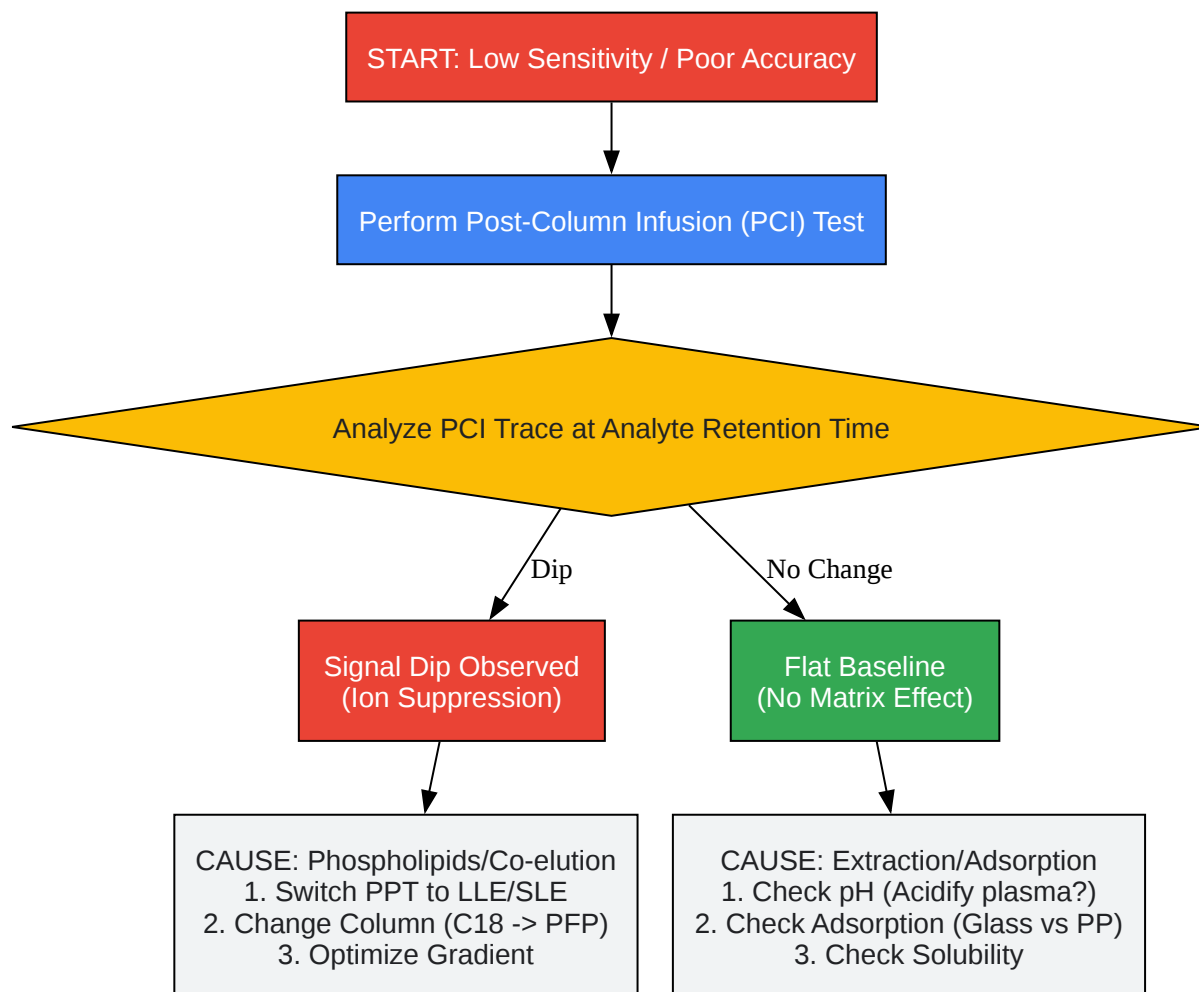 START: Low Sensitivity / Poor Accuracy
Perform Post-Column Infusion (PCI) Test
Analyze PCI Trace at Analyte Retention Time
Dip
No Change
Signal Dip Observed
(Ion Suppression)
Flat Baseline
(No Matrix Effect)
CAUSE: Phospholipids/Co-elution
1. Switch PPT to LLE/SLE
2. Change Column (C18 -> PFP)
3. Optimize Gradient
CAUSE: Extraction/Adsorption
1. Check pH (Acidify plasma?)
2. Check Adsorption (Glass vs PP)
3. Check Solubility